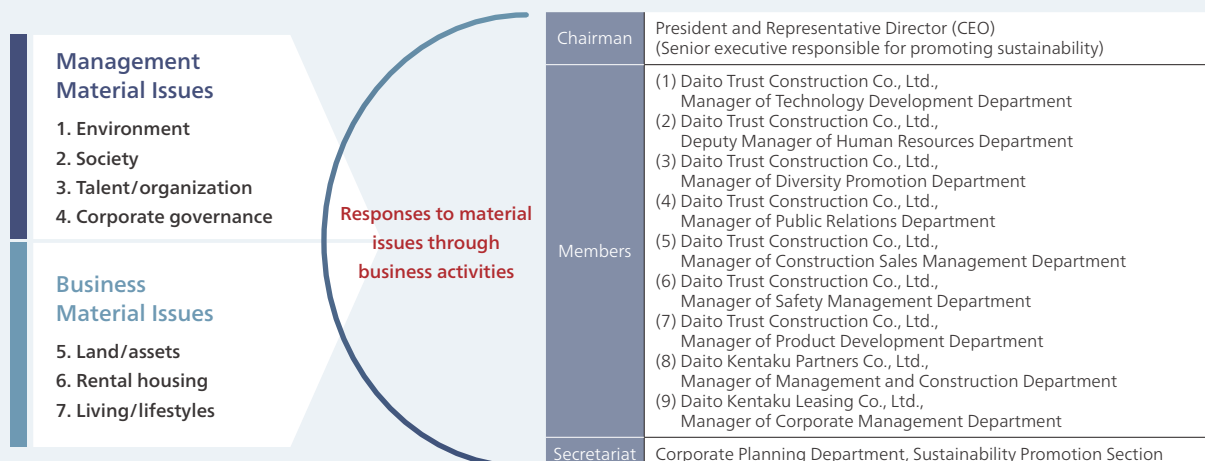 Management
Material Issues
1. Environment
2. Society
3. Talent/organization
4. Corporate governance
Business
Material Issues
5. Land/assets
6. Rental housing
7. Living/lifestyles
Responses to material
issues through
business activities
Chairman
President and Representative Director (CEO)
(Senior executive responsible for promoting sustainability)
Members
(1) Daito Trust Construction Co., Ltd.,
Manager of Technology Development Department
(2) Daito Trust Construction Co., Ltd.,
Deputy Manager of Human Resources Department
(3) Daito Trust Construction Co., Ltd.,
Manager of Diversity Promotion Department
(4) Daito Trust Construction Co., Ltd.,
Manager of Public Relations Department
(5) Daito Trust Construction Co., Ltd.,
Manager of Construction Sales Management Department
(6) Daito Trust Construction Co., Ltd.,
Manager of Safety Management Department
(7) Daito Trust Construction Co., Ltd.,
Manager of Product Development Department
(8) Daito Kentaku Partners Co., Ltd.,
Manager of Management and Construction Department
(9) Daito Kentaku Leasing Co., Ltd.,
Manager of Corporate Management Department
Secretariat
Corporate Planning Department, Sustainability Promotion Section